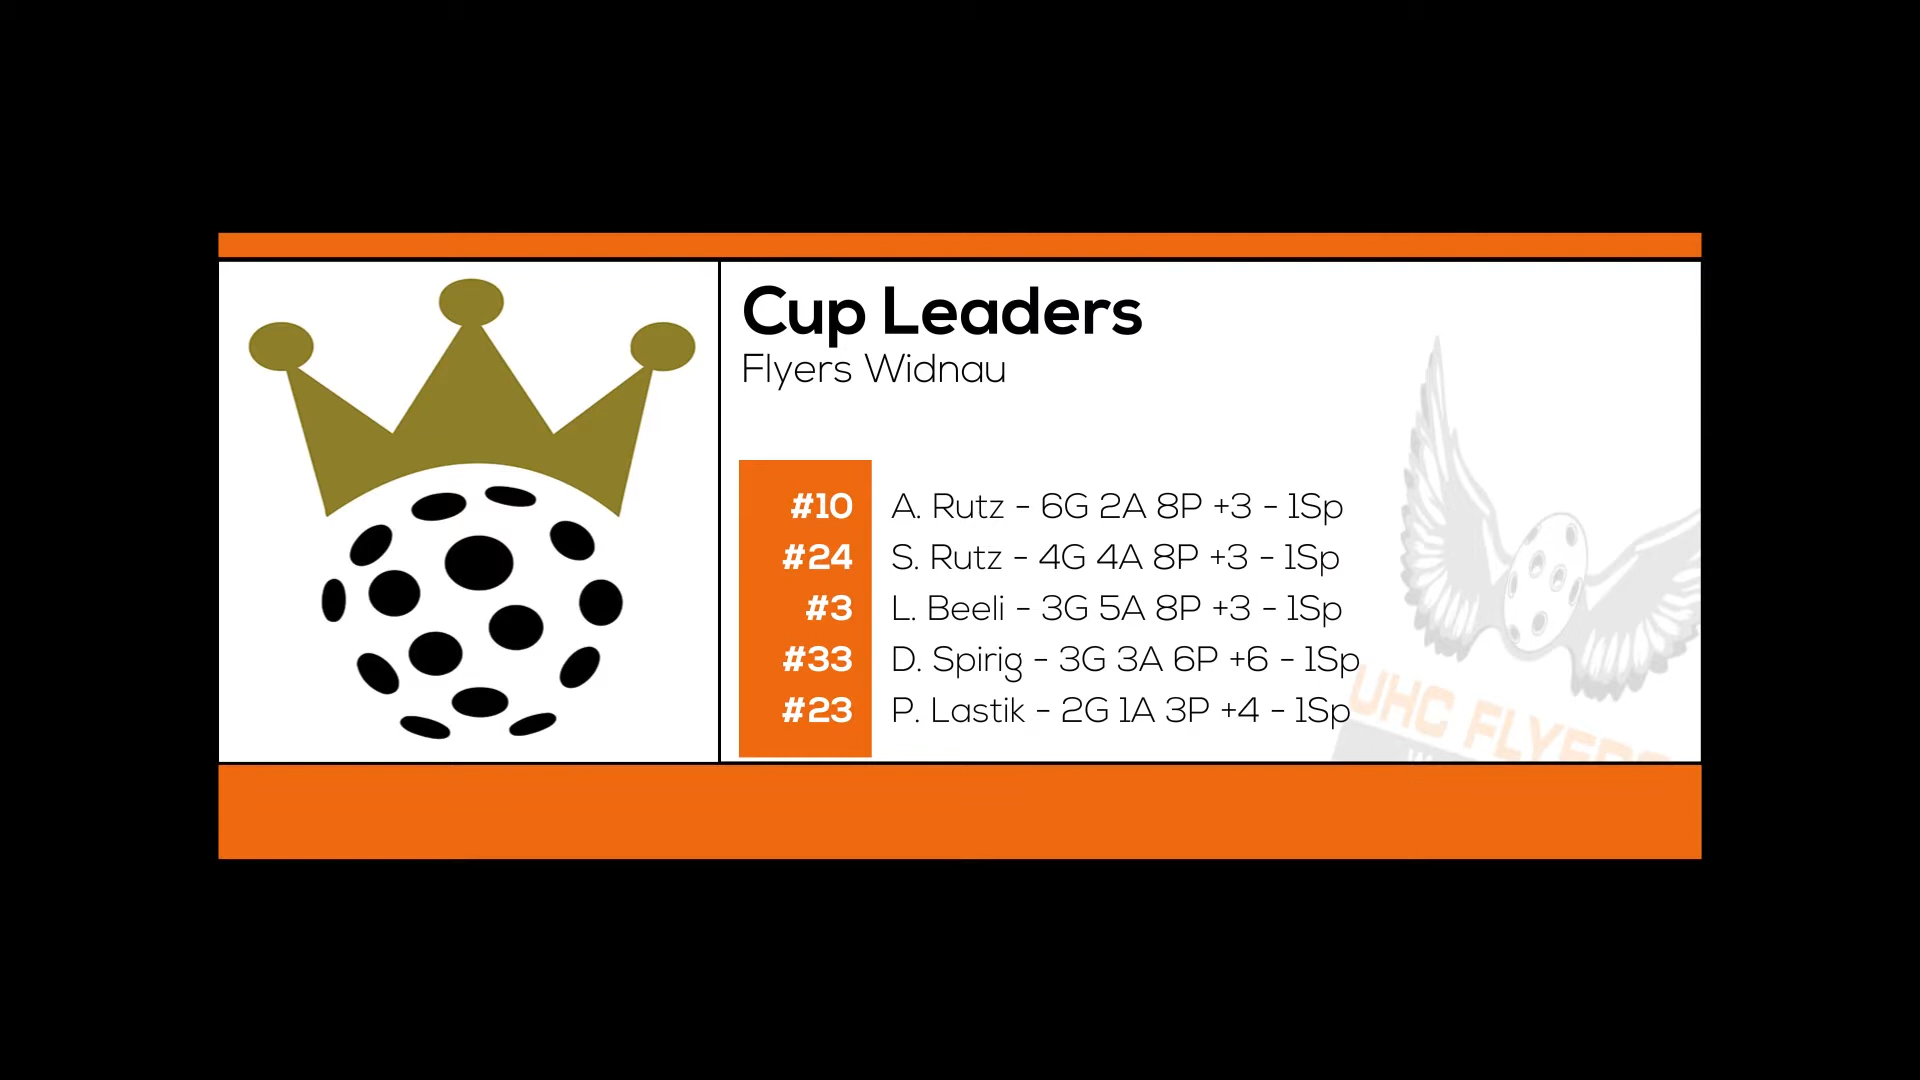 Cup Leaders
Flyers Widnau
#10 A. Rutz - 6G 2A 8P +3 - 1Sp
#24 S. Rutz - 4G 4A 8P +3 - 1Sp
#3 L. Beeli - 3G 5A 8P +3 - 1Sp
#33 D. Spirig - 3G 3A 6P +6 - 1Sp
#23 P. Lastik - 2G 1A 3P +4 - 1Sp
UHC FLYERS